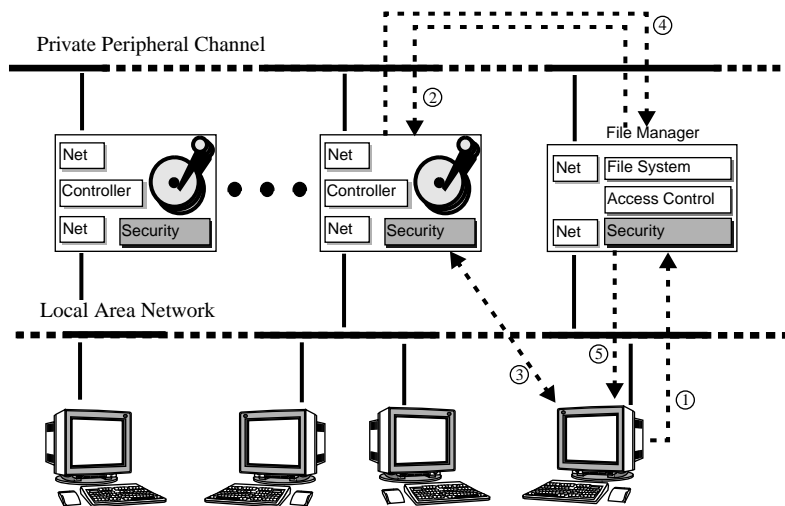 Private Peripheral Channel
④
②
File Manager
Net
Controller
Net
Security
Net
Controller
Net
Security
Net
File System
Access Control
Net
Security
Local Area Network
③
⑤
①